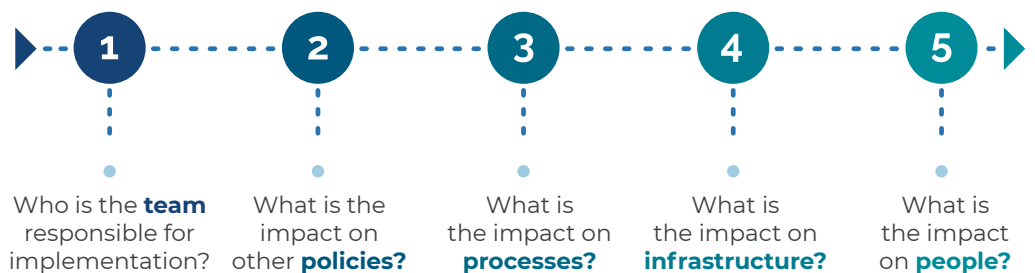 1
2
3
4
5
Who is the team
responsible for
implementation?
What is the
impact on
other policies?
What is
the impact on
processes?
What is
the impact on
infrastructure?
What is
the impact
on people?